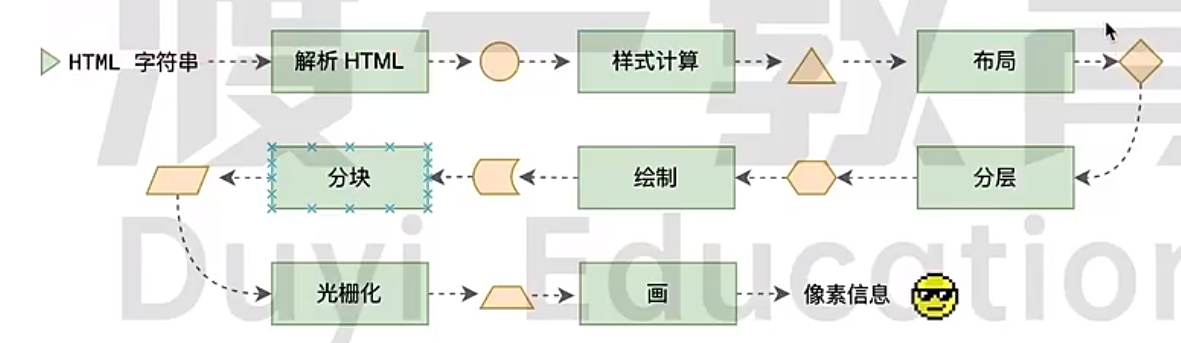 HTML 字符串 解析 HTML 样式计算 布局
分块 绘制 分层
光栅化 画 像素信息
渡一教育
Duyi Education